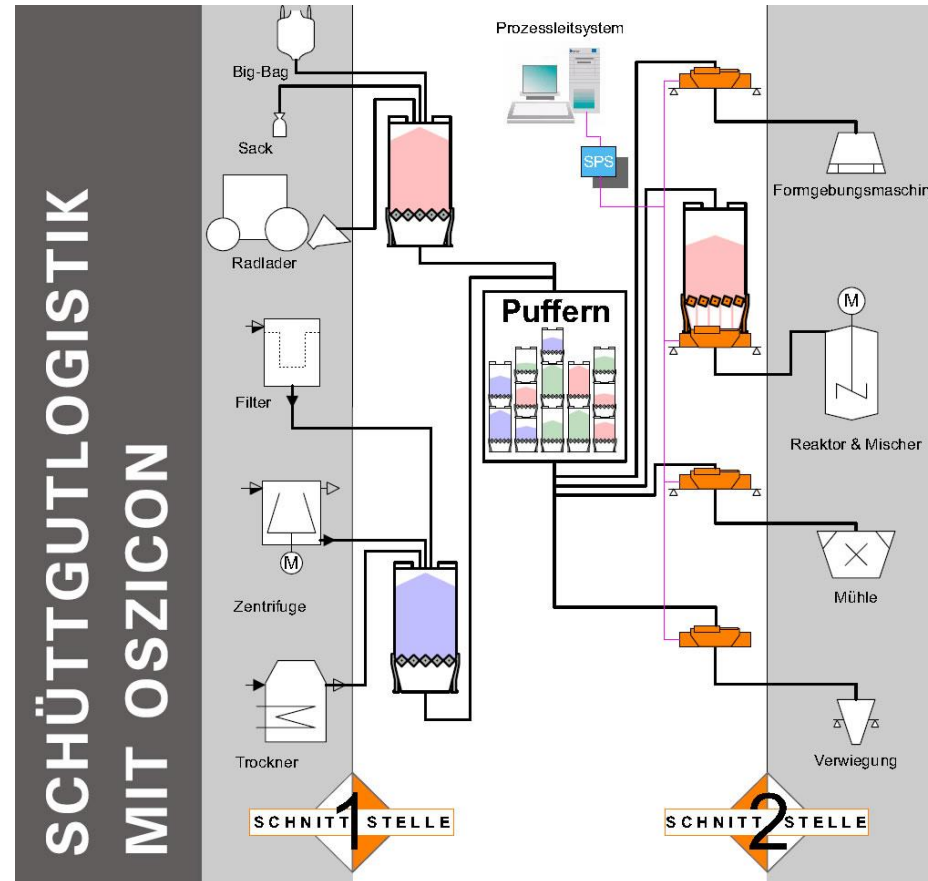 SCHÜTTGUTLOGISTIK
MIT OSZICON
Big-Bag
Sack
Radlader
Filter
M
Zentrifuge
Trockner
Prozessleitsystem
SPS
Puffern
Formgebungsmaschin
M
Reaktor & Mischer
Mühle
Verwiegung
SCHNITT 1 STELLE
SCHNITT 2 STELLE